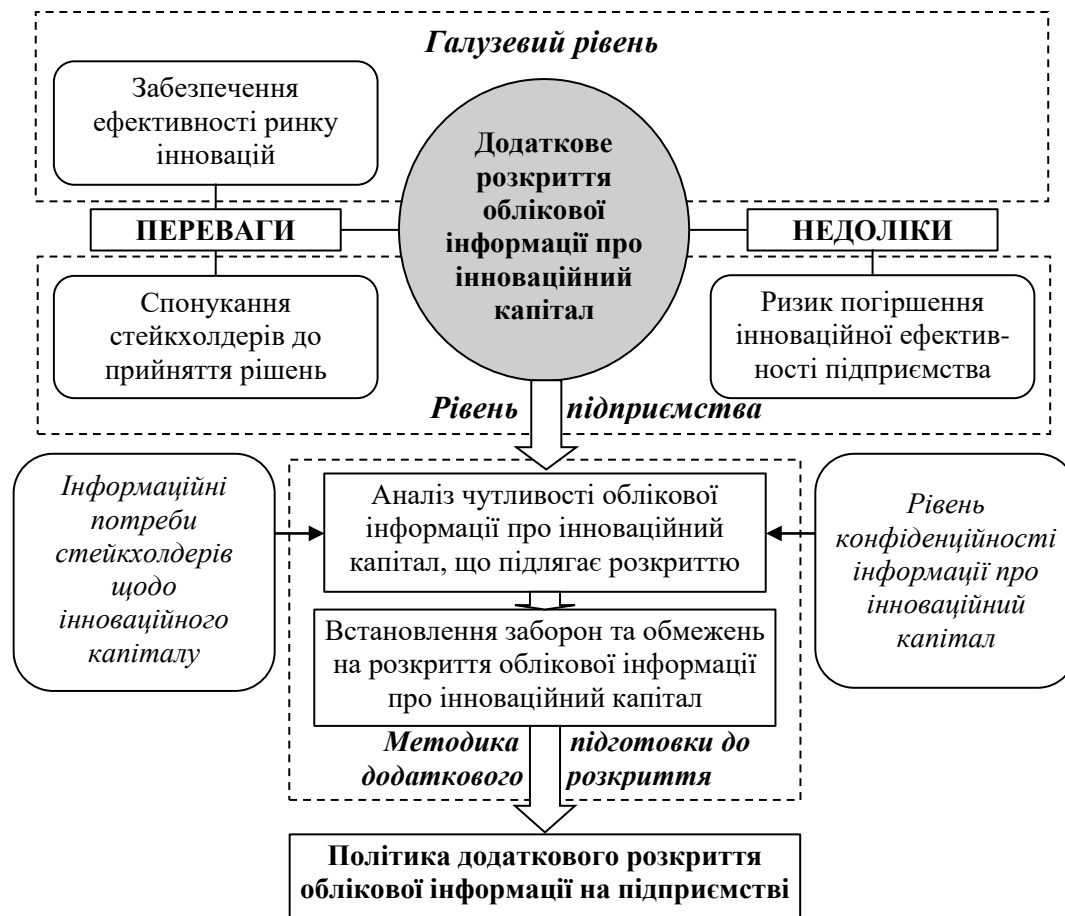 Галузевий рівень
Забезпечення
ефективності ринку
інновацій
Додаткове
розкриття
облікової
інформації про
інноваційний
капітал
ПЕРЕВАГИ
НЕДОЛІКИ
Спонукання
стейкхолдерів до
прийняття рішень
Ризик погіршення
інноваційної ефектив-
ності підприємства
Рівень підприємства
Інформаційні
потреби
стейкхолдерів
щодо
інноваційного
капіталу
Аналіз чутливості облікової
інформації про інноваційний
капітал, що підлягає розкриттю
Рівень
конфіденційності
інформації про
інноваційний
капітал
Встановлення заборон та обмежень
на розкриття облікової інформації
про інноваційний капітал
Методика підготовки до
додаткового розкриття
Політика додаткового розкриття
облікової інформації на підприємстві